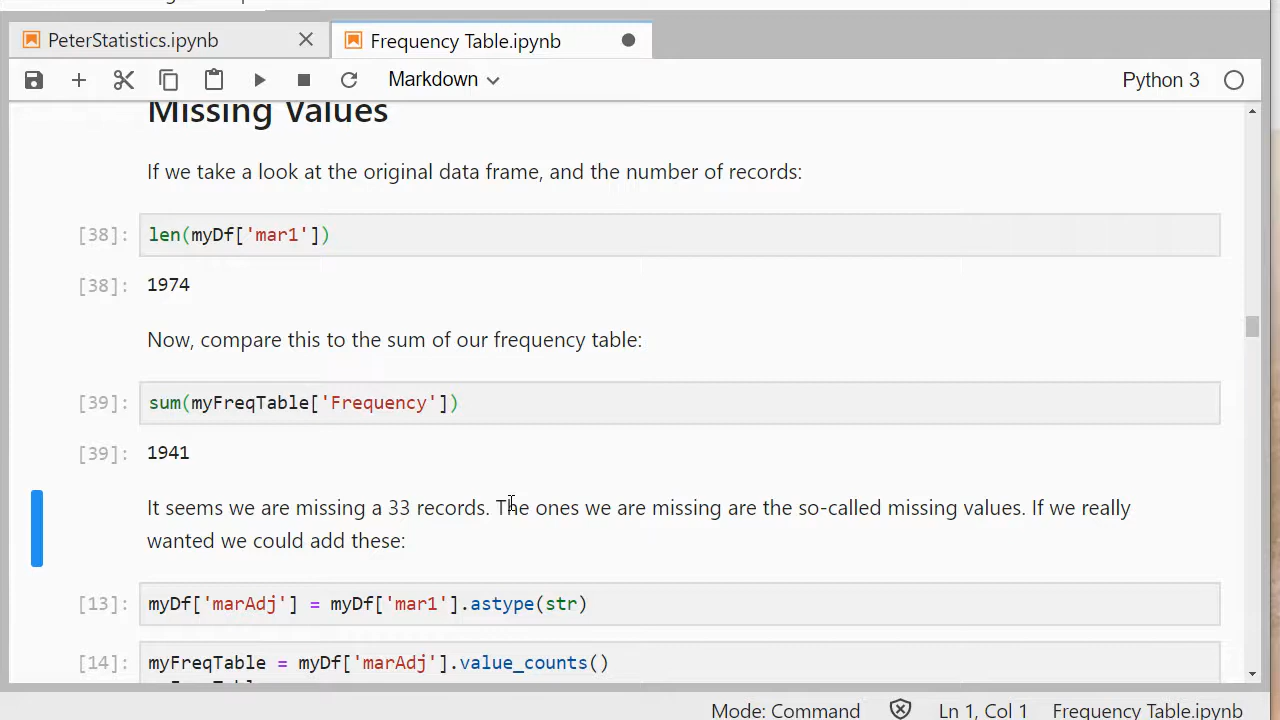 PeterStatistics.ipynb
Frequency Table.ipynb
Markdown
Python 3
Missing Values
If we take a look at the original data frame, and the number of records:
[38]: len(myDf['mar1'])
[38]: 1974
Now, compare this to the sum of our frequency table:
[39]: sum(myFreqTable['Frequency'])
[39]: 1941
It seems we are missing a 33 records. The ones we are missing are the so-called missing values. If we really
wanted we could add these:
[13]: myDf['marAdj'] = myDf['mar1'].astype(str)
[14]: myFreqTable = myDf['marAdj'].value_counts()
Mode: Command
Ln 1, Col 1
Frequency Table.ipynb